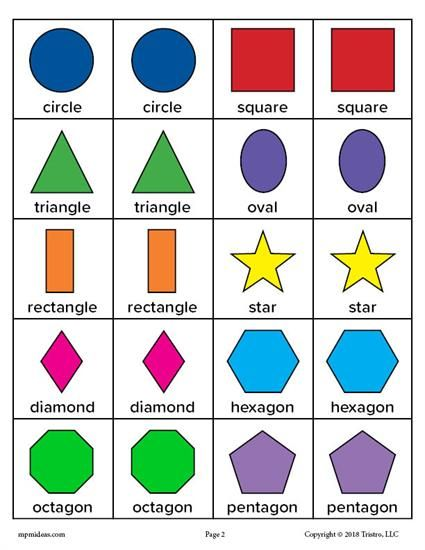 circle circle square square
triangle triangle oval oval
rectangle rectangle star star
diamond diamond hexagon hexagon
octagon octagon pentagon pentagon
mpmideas.com Page 2 Copyright © 2018 Tristro, LLC